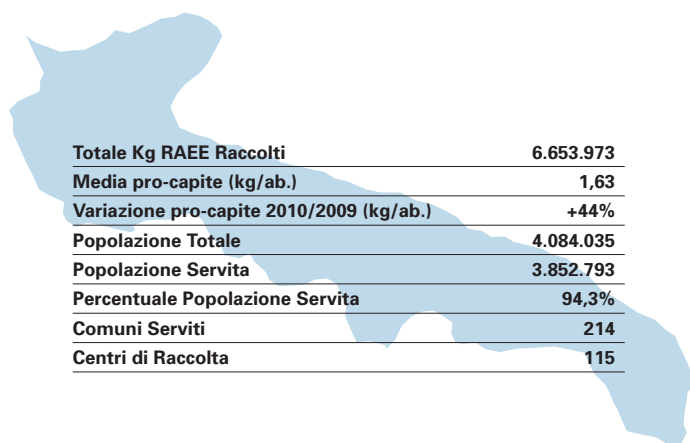 Totale Kg RAEE Raccolti 6.653.973
Media pro-capite (kg/ab.) 1,63
Variazione pro-capite 2010/2009 (kg/ab.) +44%
Popolazione Totale 4.084.035
Popolazione Servita 3.852.793
Percentuale Popolazione Servita 94,3%
Comuni Serviti 214
Centri di Raccolta 115